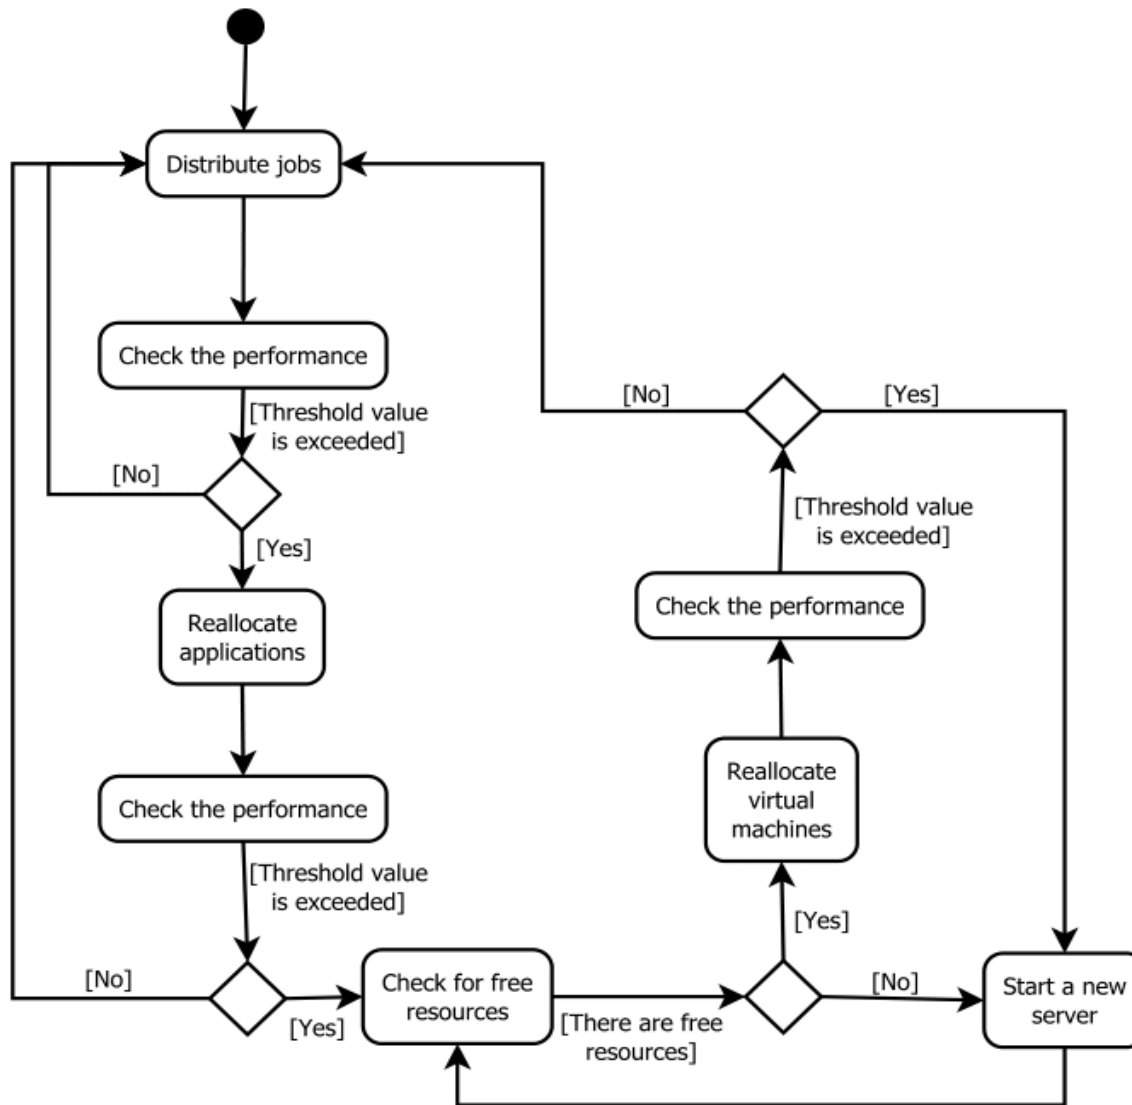 Distribute jobs
Check the performance
[Threshold value
is exceeded]
[No]
[Yes]
Reallocate
applications
Check the performance
[Threshold value
is exceeded]
[No]
[Yes]
Check for free
resources
[There are free
resources]
[Yes]
[No]
Reallocate
virtual
machines
Check the performance
[Threshold value
is exceeded]
[No]
[Yes]
Start a new
server